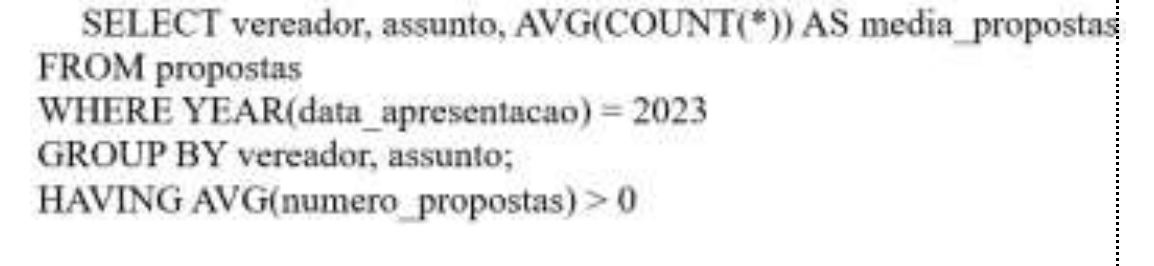 SELECT vereador, assunto, AVG(COUNT(*)) AS media_propostas
FROM propostas
WHERE YEAR(data_apresentacao) = 2023
GROUP BY vereador, assunto;
HAVING AVG(numero_propostas) > 0